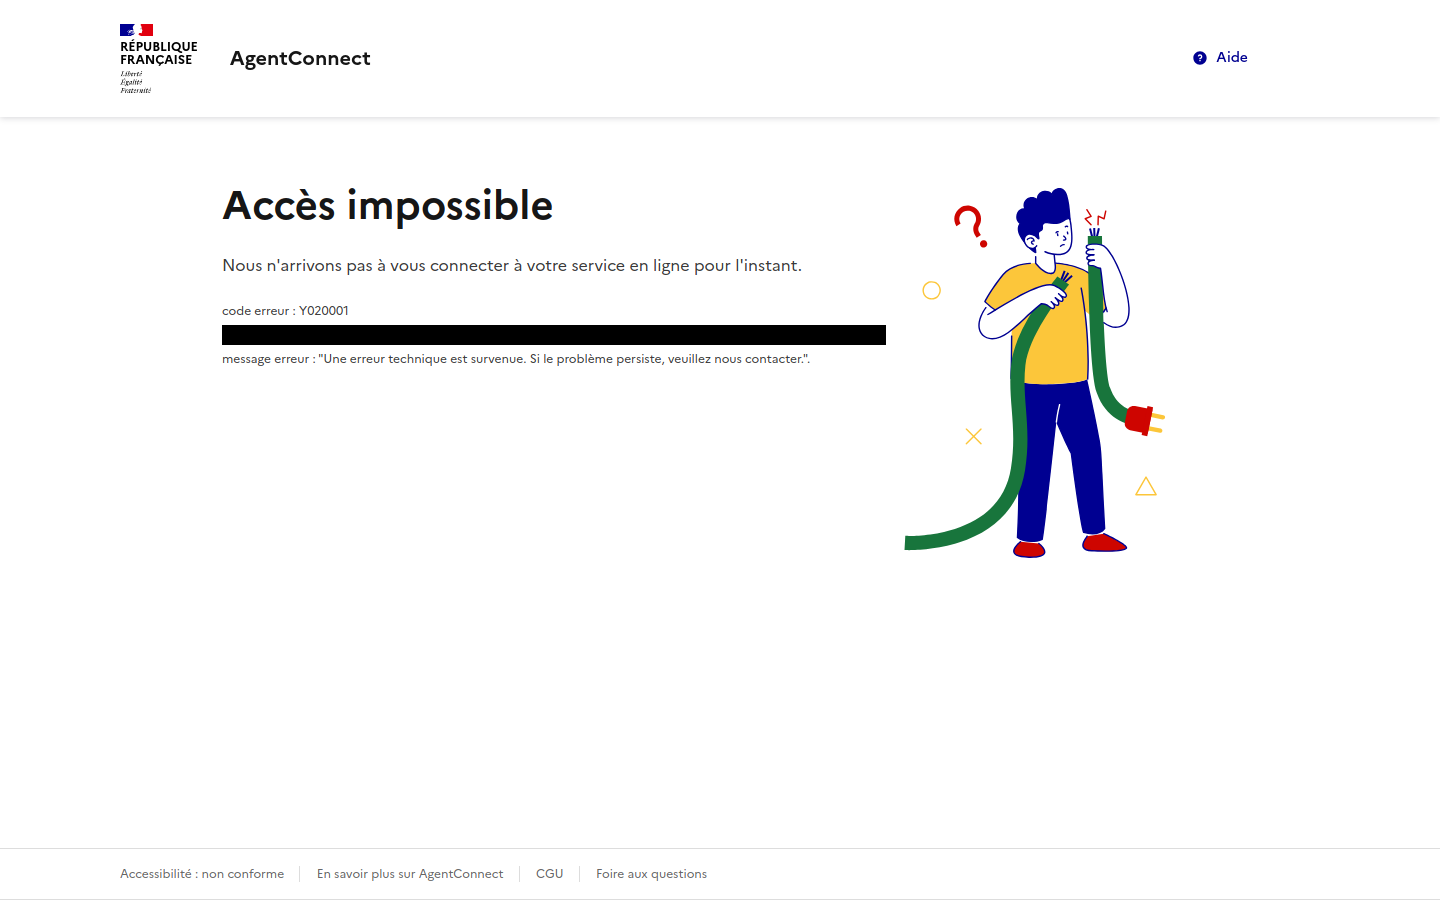 RÉPUBLIQUE
FRANÇAISE
Liberté
Égalité
Fraternité
AgentConnect
Aide
Accès impossible
Nous n'arrivons pas à vous connecter à votre service en ligne pour l'instant.
code erreur : Y020001
message erreur : "Une erreur technique est survenue. Si le problème persiste, veuillez nous contacter.".
Accessibilité : non conforme
En savoir plus sur AgentConnect
CGU
Foire aux questions